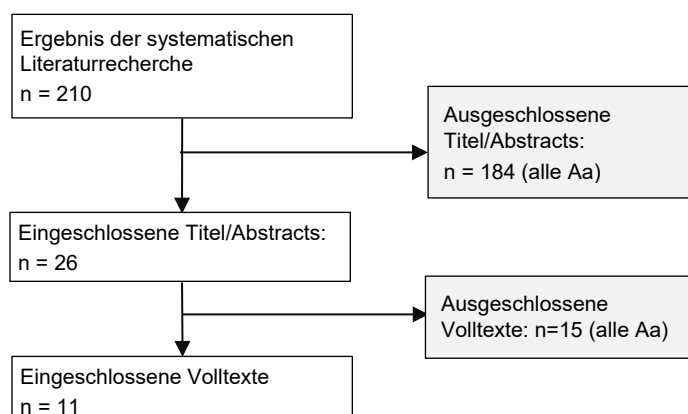 Ergebnis der systematischen
Literaturrecherche
n = 210
Ausgeschlossene
Titel/Abstracts:
n = 184 (alle Aa)
Eingeschlossene Titel/Abstracts:
n = 26
Ausgeschlossene
Volltexte: n=15 (alle Aa)
Eingeschlossene Volltexte
n = 11